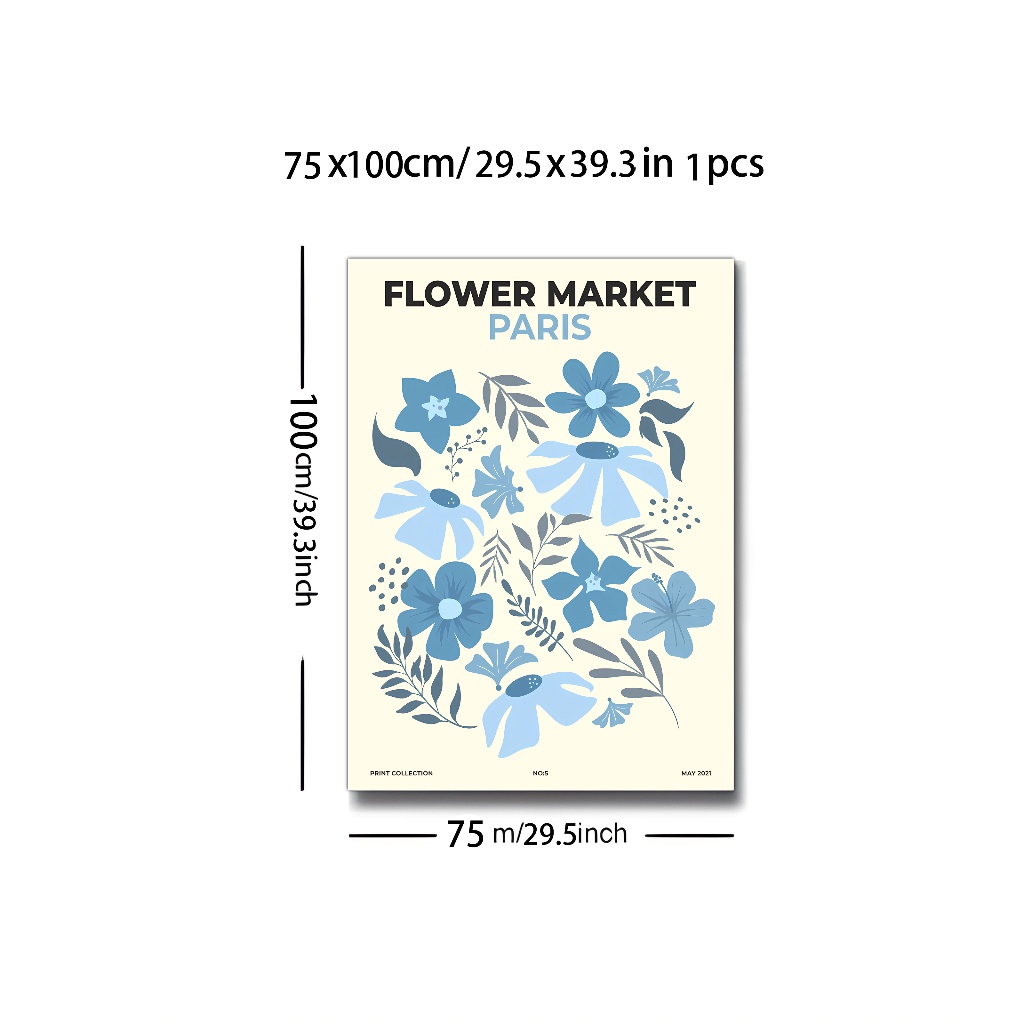 75x100cm/ 29.5x39.3in 1pcs
FLOWER MARKET
PARIS
100cm/39.3inch
PRINT COLLECTION NO:5 MAY 2021
75 m/29.5inch